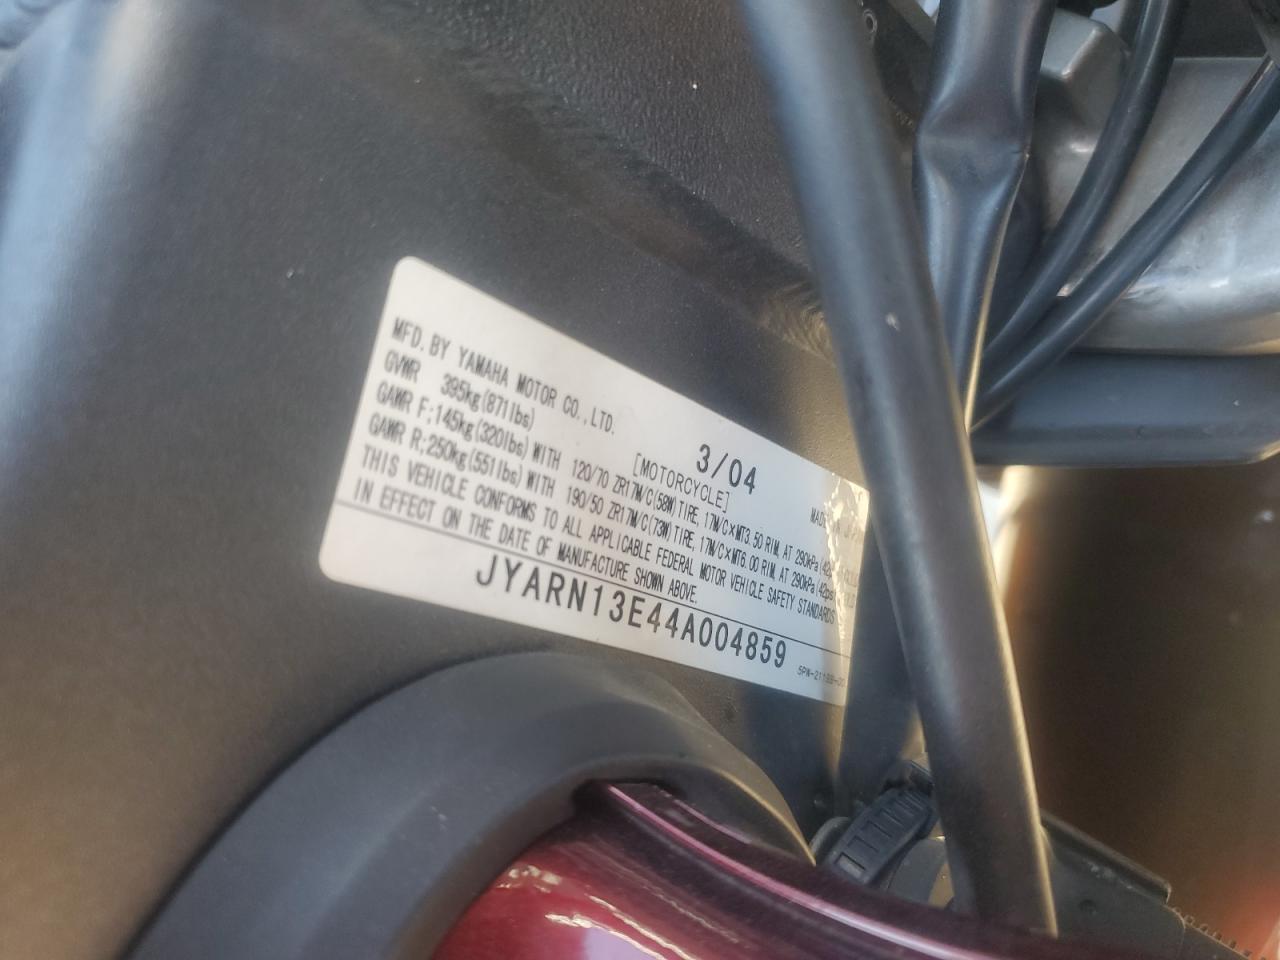 MFD. BY YAMAHA MOTOR CO., LTD.
3/04
GVWR 395kg(871lbs) [MOTORCYCLE] MADE
GAWR F:145kg(320lbs) WITH 120/70 ZR17M/C(58W)TIRE, 17M/C×MT3.50 RIM, AT 290kPa(42psi
GAWR R:250kg(551lbs) WITH 190/50 ZR17M/C(73W)TIRE, 17M/C×MT6.00 RIM, AT 290kPa(42psi
THIS VEHICLE CONFORMS TO ALL APPLICABLE FEDERAL MOTOR VEHICLE SAFETY STANDARDS
IN EFFECT ON THE DATE OF MANUFACTURE SHOWN ABOVE.
JYARN13E44A004859